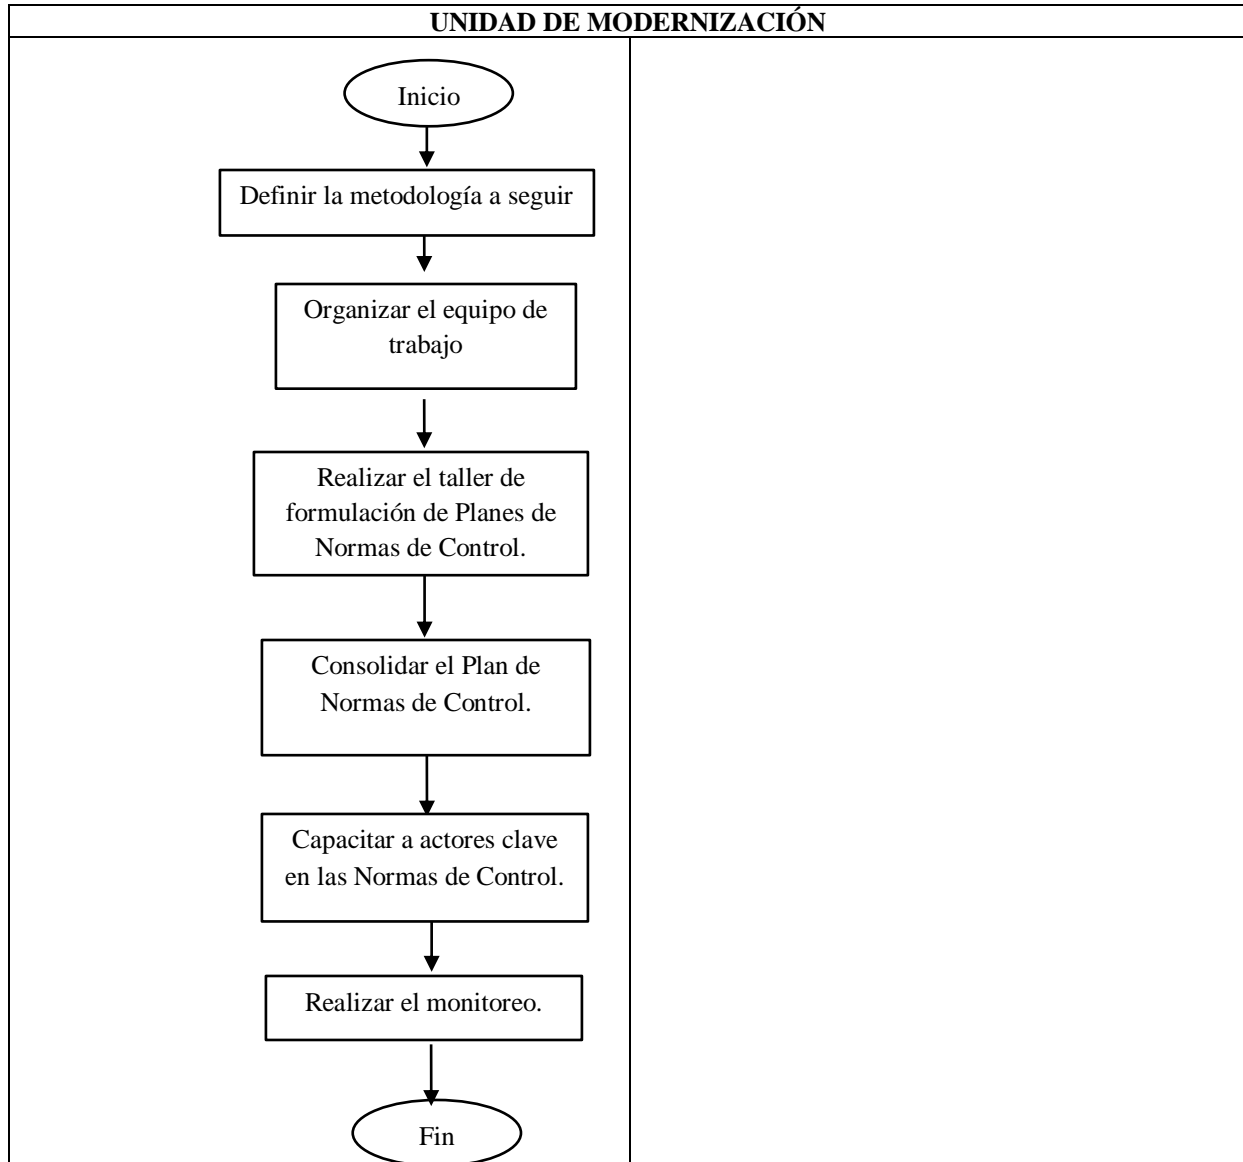 UNIDAD DE MODERNIZACIÓN
Inicio
Definir la metodología a seguir
Organizar el equipo de
trabajo
Realizar el taller de
formulación de Planes de
Normas de Control.
Consolidar el Plan de
Normas de Control.
Capacitar a actores clave
en las Normas de Control.
Realizar el monitoreo.
Fin